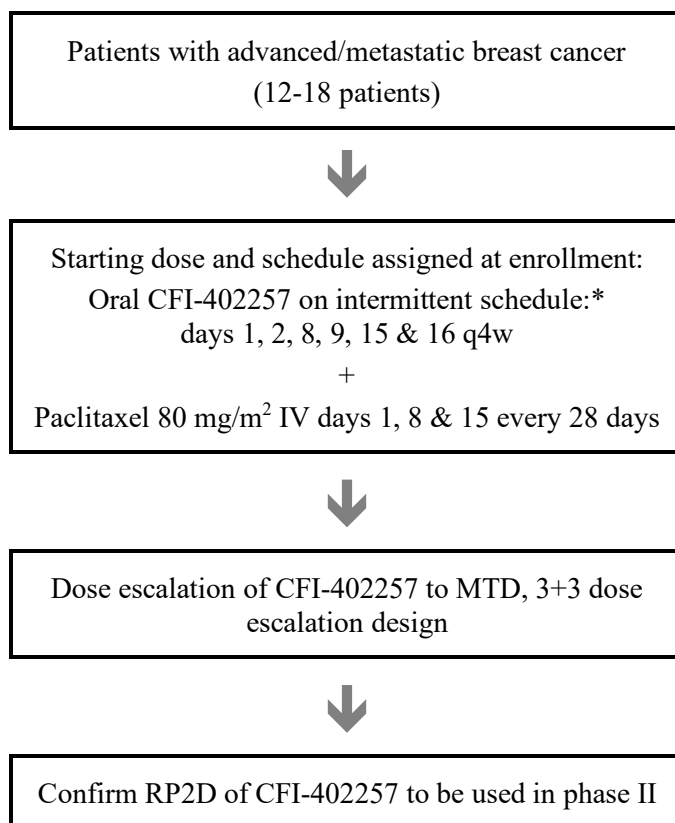 Patients with advanced/metastatic breast cancer
(12-18 patients)
Starting dose and schedule assigned at enrollment:
Oral CFI-402257 on intermittent schedule:*
days 1, 2, 8, 9, 15 & 16 q4w
+
Paclitaxel 80 mg/m² IV days 1, 8 & 15 every 28 days
Dose escalation of CFI-402257 to MTD, 3+3 dose
escalation design
Confirm RP2D of CFI-402257 to be used in phase II